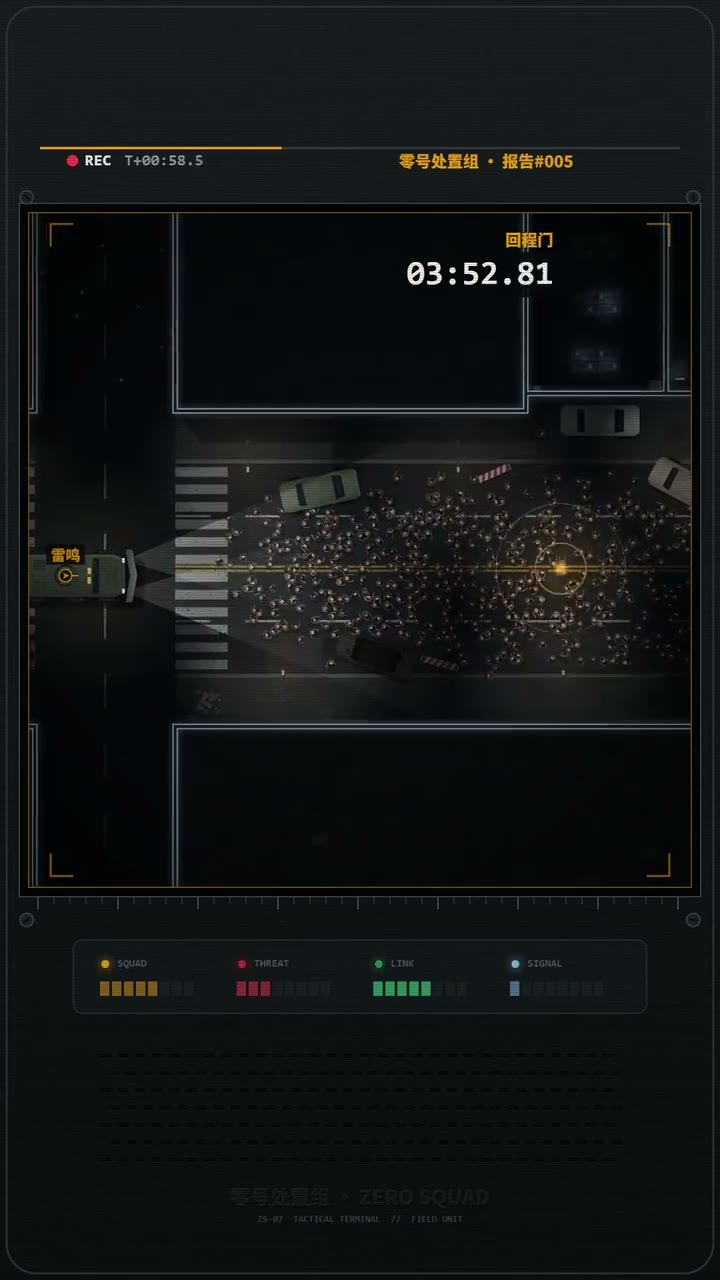 REC T+00:58.5
零号处置组 • 报告#005
回程门
03:52.81
雷鸣
SQUAD
THREAT
LINK
SIGNAL
零号处置组 • ZERO SQUAD
ZS-07 TACTICAL TERMINAL // FIELD UNIT